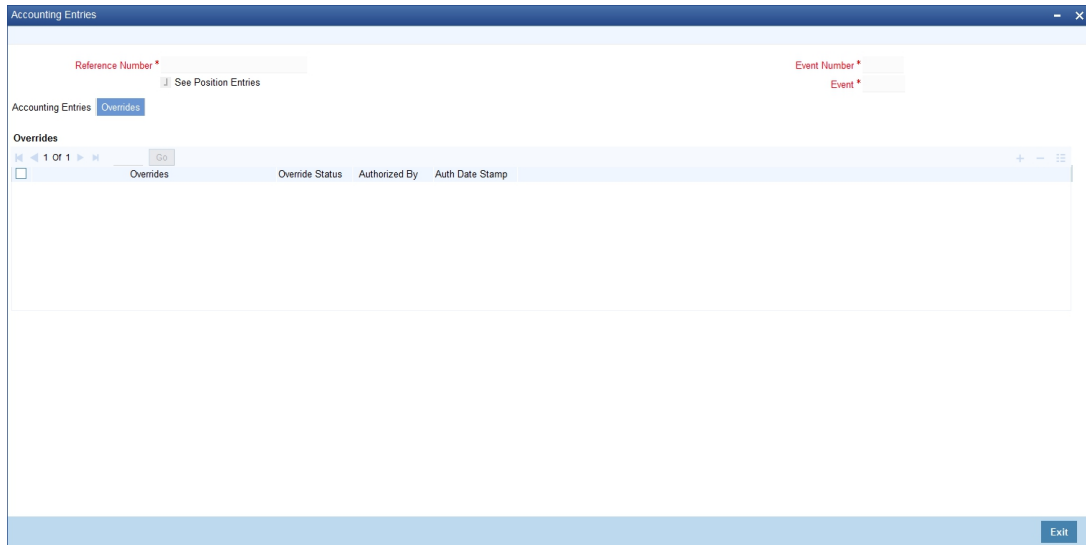 Accounting Entries
Reference Number * Event Number *
See Position Entries Event *
Accounting Entries Overrides
Overrides
1 Of 1 Go
Overrides Override Status Authorized By Auth Date Stamp
Exit